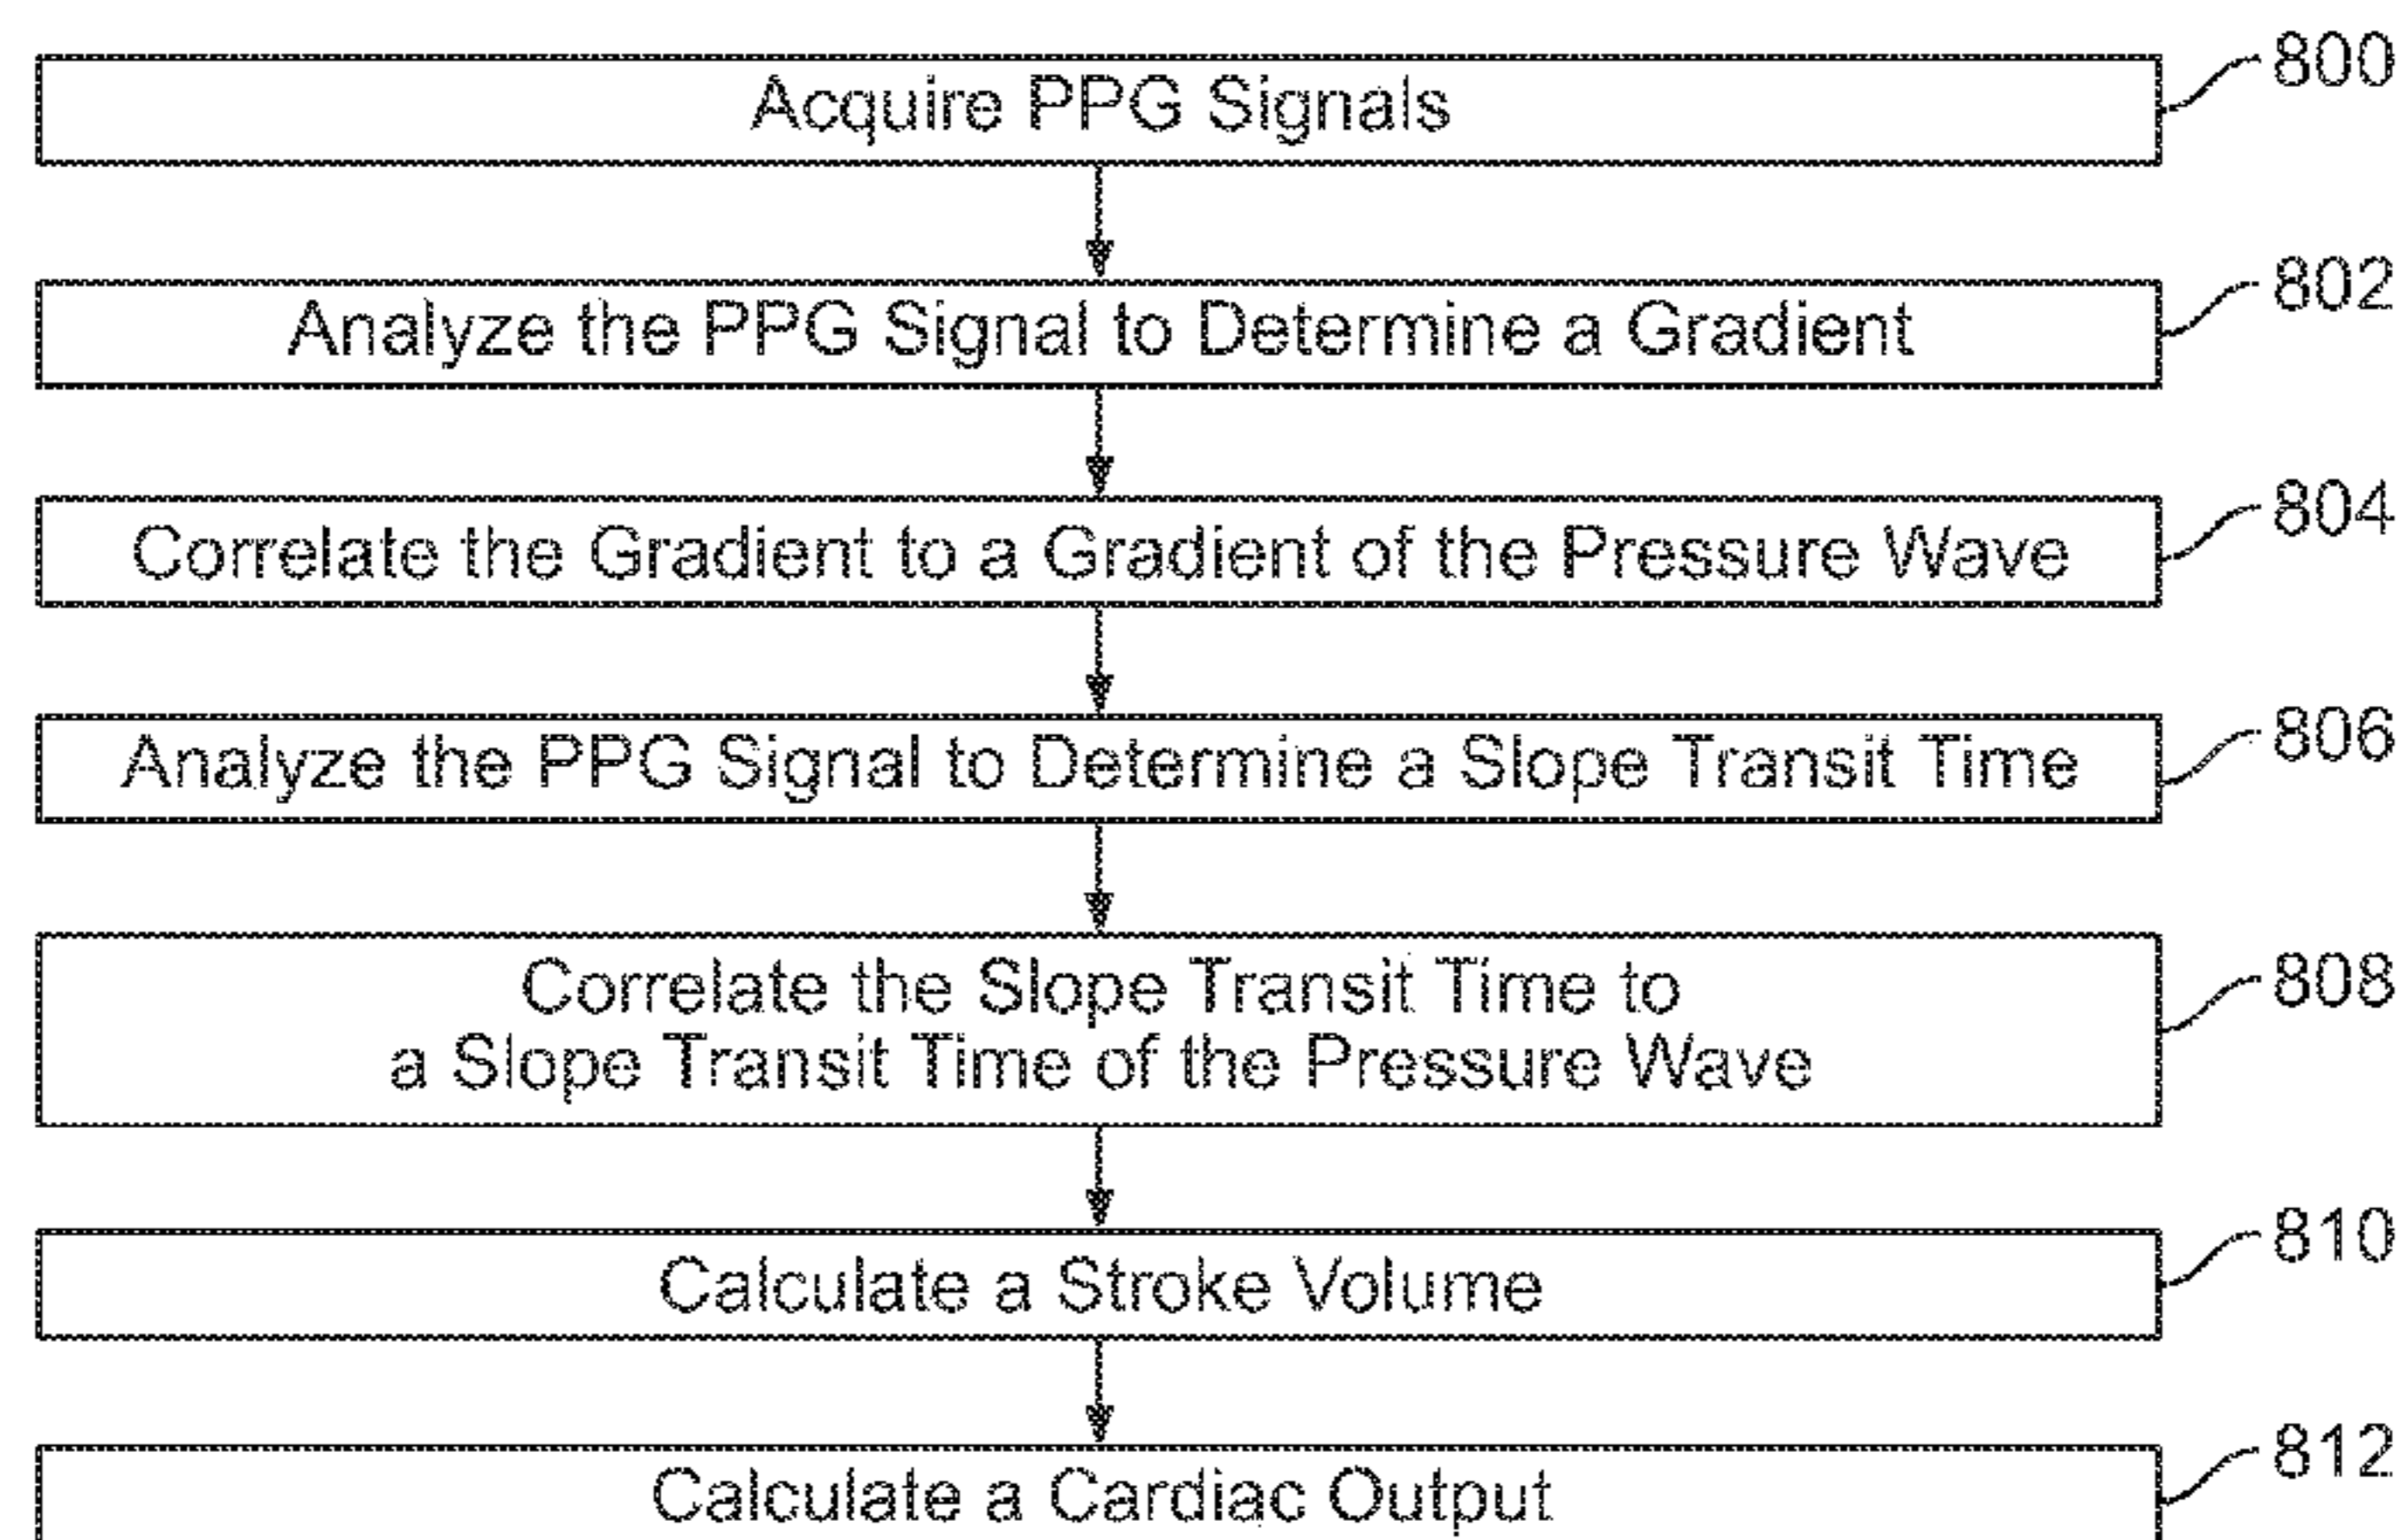 Acquire PPG Signals
800
Analyze the PPG Signal to Determine a Gradient
802
Correlate the Gradient to a Gradient of the Pressure Wave
804
Analyze the PPG Signal to Determine a Slope Transit Time
806
Correlate the Slope Transit Time to
a Slope Transit Time of the Pressure Wave
808
Calculate a Stroke Volume
810
Calculate a Cardiac Output
812